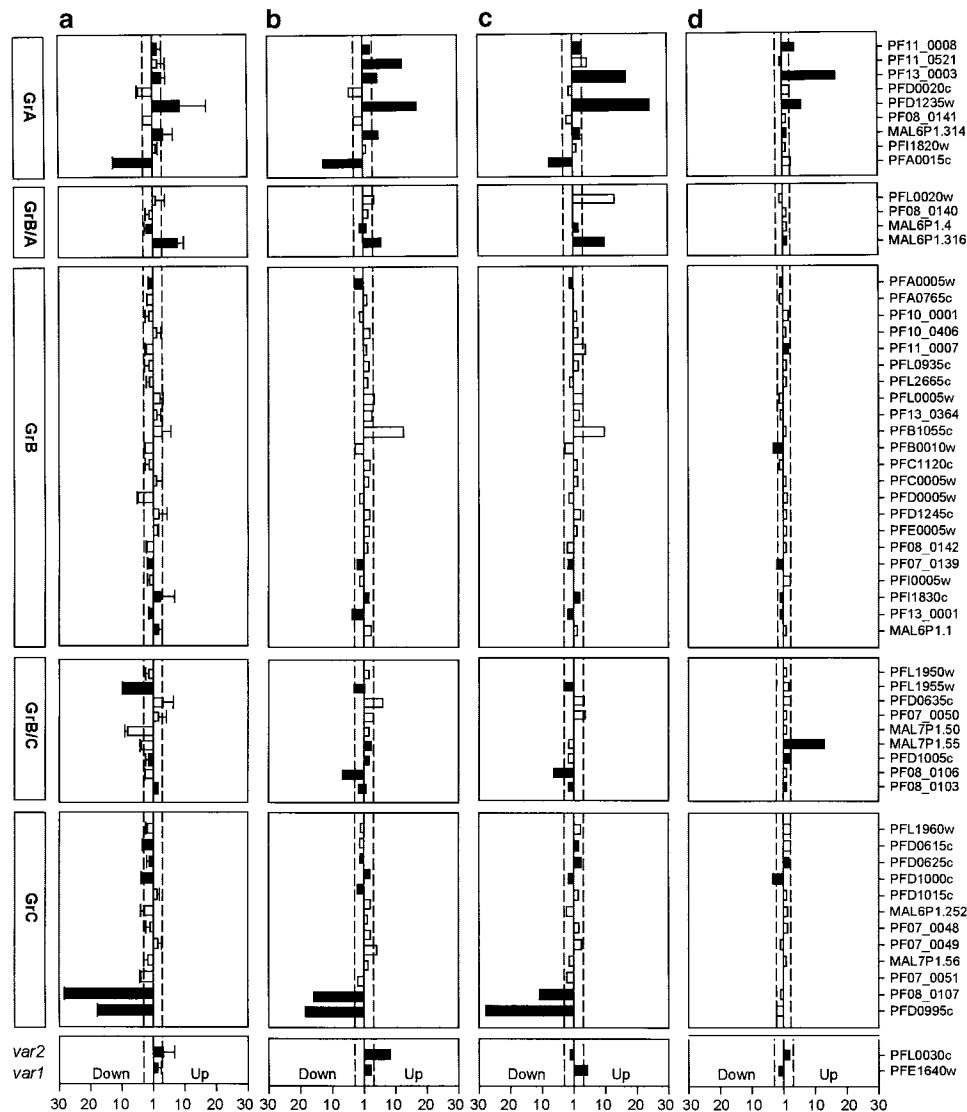 a b c d
GrA
PF11_0008
PF11_0521
PF13_0003
PFD0020c
PFD1235w
PF08_0141
MAL6P1.314
PFI1820w
PFA0015c
GrB/A
PFL0020w
PF08_0140
MAL6P1.4
MAL6P1.316
GrB
PFA0005w
PFA0765c
PF10_0001
PF10_0406
PF11_0007
PFL0935c
PFL2665c
PFL0005w
PF13_0364
PFB1055c
PFB0010w
PFC1120c
PFC0005w
PFD0005w
PFD1245c
PFE0005w
PF08_0142
PF07_0139
PFI0005w
PFI1830c
PF13_0001
MAL6P1.1
GrB/C
PFL1950w
PFL1955w
PFD0635c
PF07_0050
MAL7P1.50
MAL7P1.55
PFD1005c
PF08_0106
PF08_0103
GrC
PFL1960w
PFD0615c
PFD0625c
PFD1000c
PFD1015c
MAL6P1.252
PF07_0048
PF07_0049
MAL7P1.56
PF07_0051
PF08_0107
PFD0995c
var2 PFL0030c
var1 Down Up Down Up Down Up Down Up PFE1640w
30 20 10 1 10 20 30 20 10 1 10 20 30 30 20 10 1 10 20 30 30 20 10 1 10 20 30